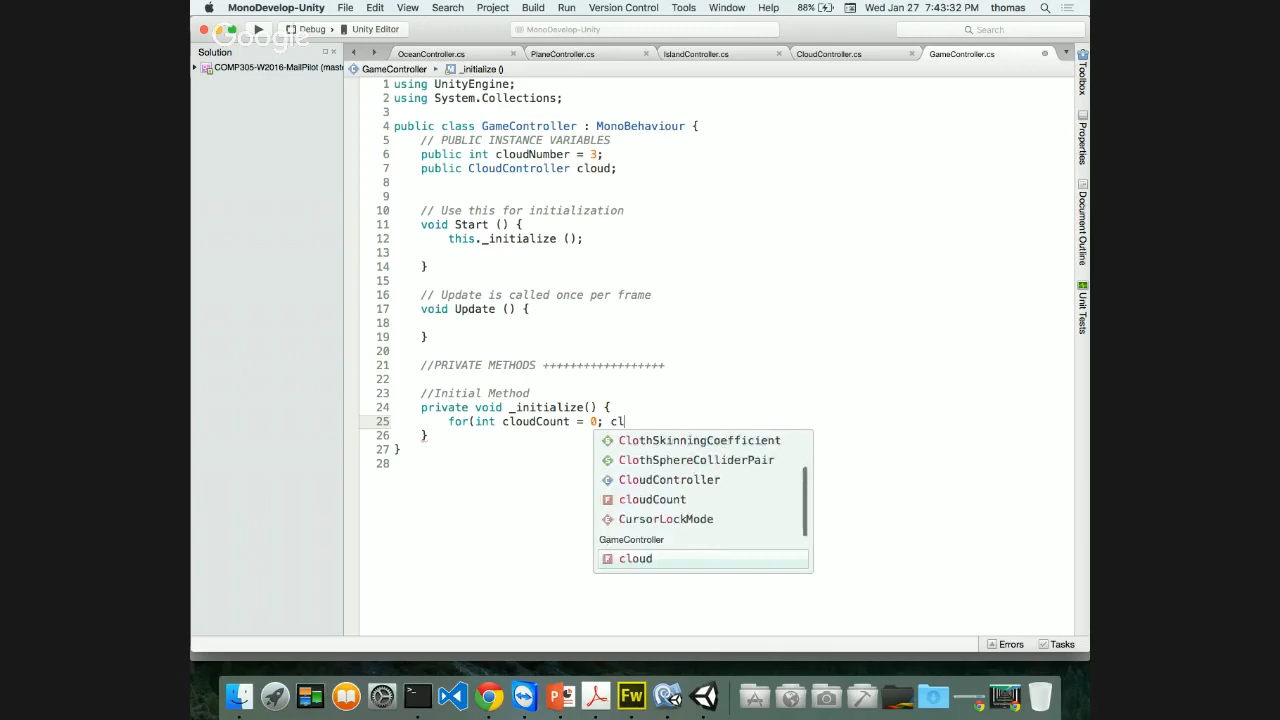 MonoDevelop-Unity File Edit View Search Project Build Run Version Control Tools Window Help 88% Wed Jan 27 7:43:32 PM thomas
Google
Debug › Unity Editor MonoDevelop-Unity Search
Solution OceanController.cs PlaneController.cs IslandController.cs CloudController.cs GameController.cs
COMP305-W2016-MailPilot (maste GameController _initialize ()
1 using UnityEngine;
2 using System.Collections;
3
4 public class GameController : MonoBehaviour {
5 // PUBLIC INSTANCE VARIABLES
6 public int cloudNumber = 3;
7 public CloudController cloud;
8
9
10 // Use this for initialization
11 void Start () {
12 this._initialize ();
13
14 }
15
16 // Update is called once per frame
17 void Update () {
18
19 }
20
21 //PRIVATE METHODS ++++++++++++++++++
22
23 //Initial Method
24 private void _initialize() {
25 for(int cloudCount = 0; cl
26 }
27 }
28
ClothSkinningCoefficient
ClothSphereColliderPair
CloudController
cloudCount
CursorLockMode
GameController
cloud
Toolbox
Properties
Document Outline
Unit Tests
Errors Tasks
Fw